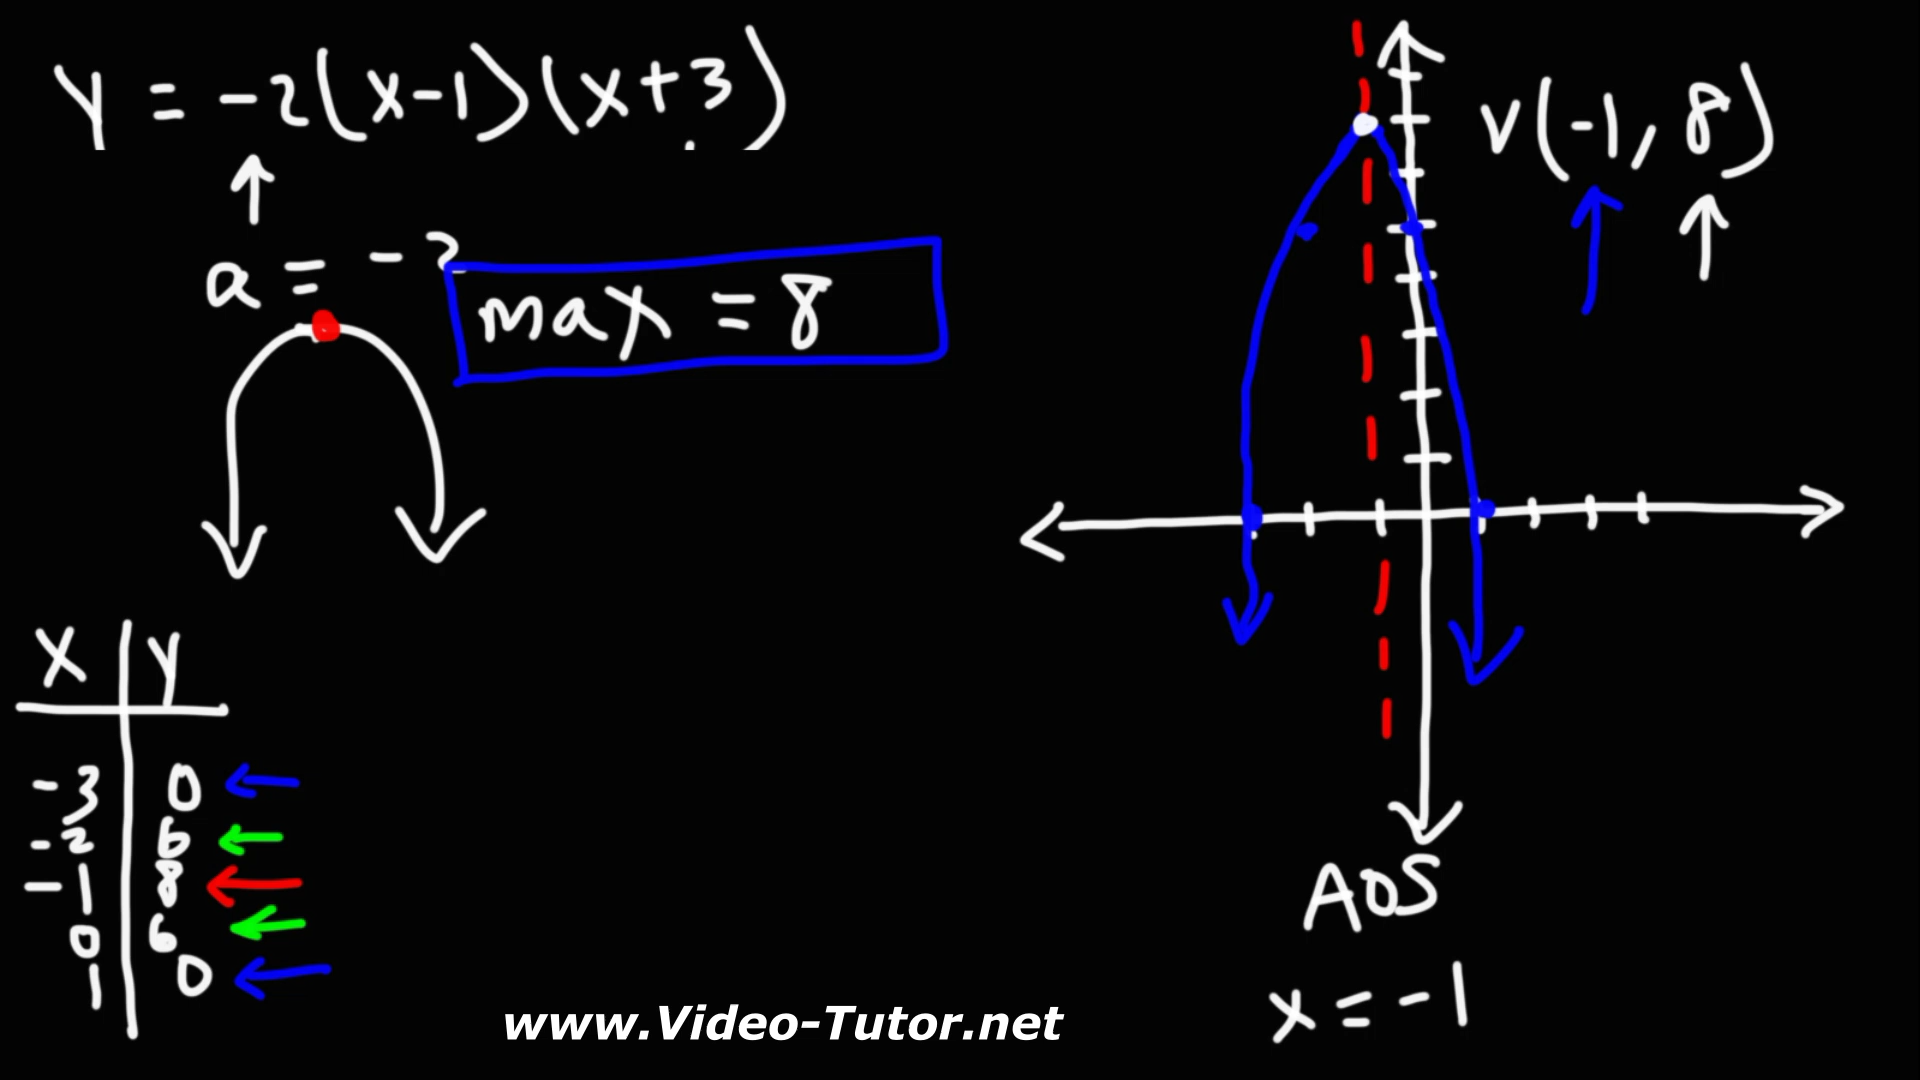 y = -2(x-1)(x+3)
a = -2
max = 8
v(-1, 8)
x y
-3 0
-2 6
-1 8
0 6
1 0
AOS
x = -1
www.Video-Tutor.net